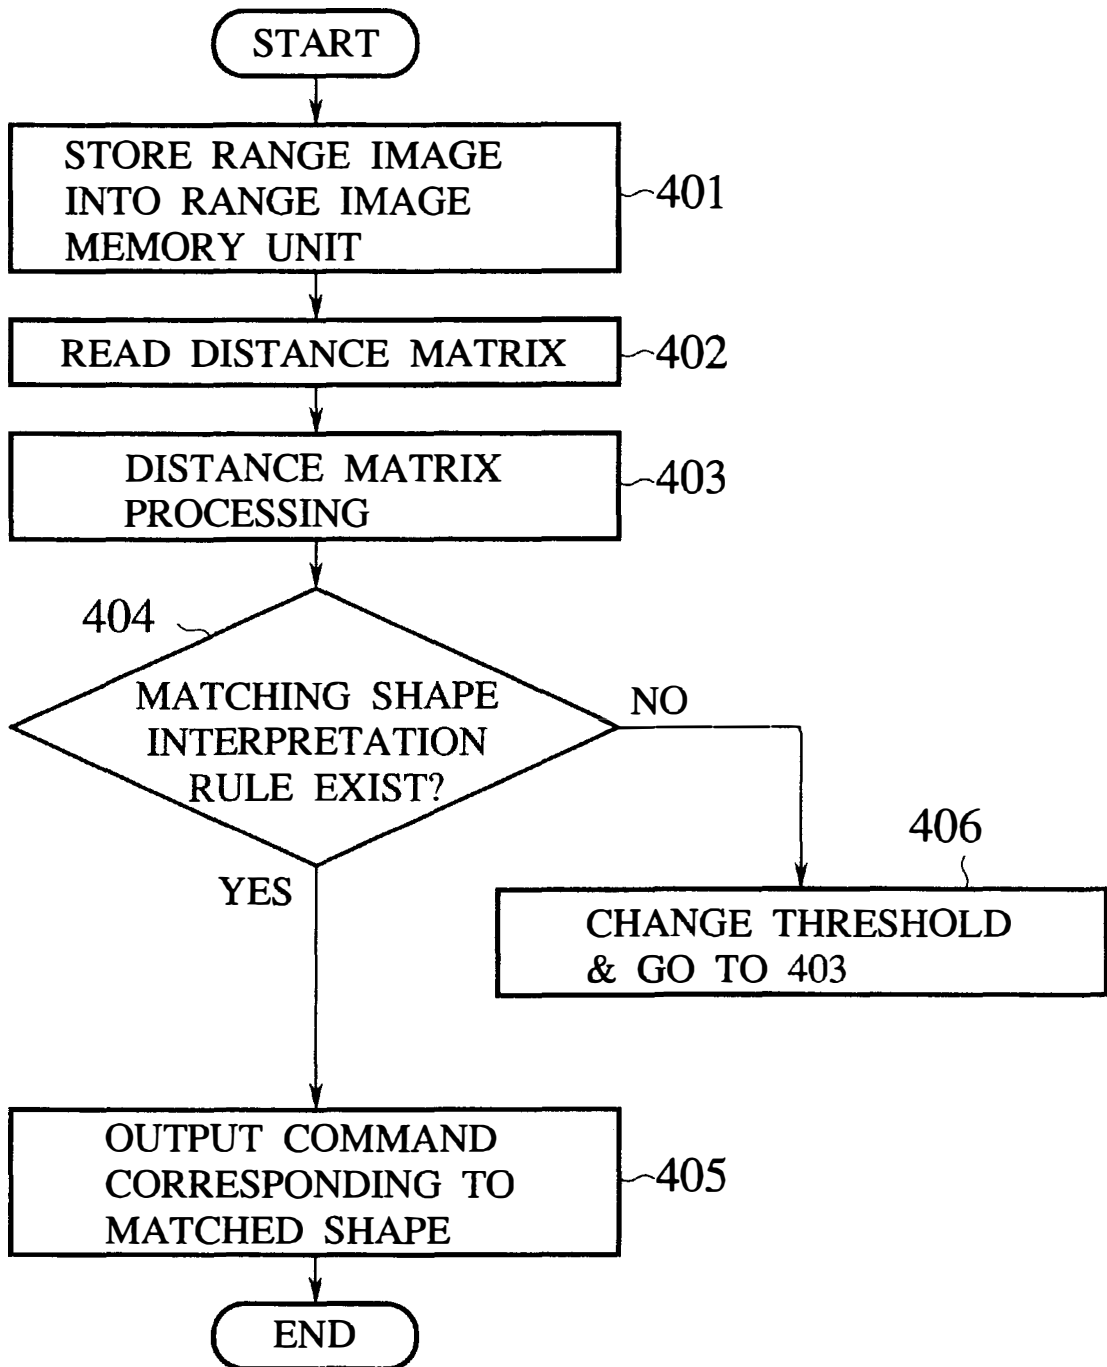 START
STORE RANGE IMAGE
INTO RANGE IMAGE
MEMORY UNIT
401
READ DISTANCE MATRIX
402
DISTANCE MATRIX
PROCESSING
403
404
MATCHING SHAPE
INTERPRETATION
RULE EXIST?
NO
YES
406
CHANGE THRESHOLD
& GO TO 403
OUTPUT COMMAND
CORRESPONDING TO
MATCHED SHAPE
405
END